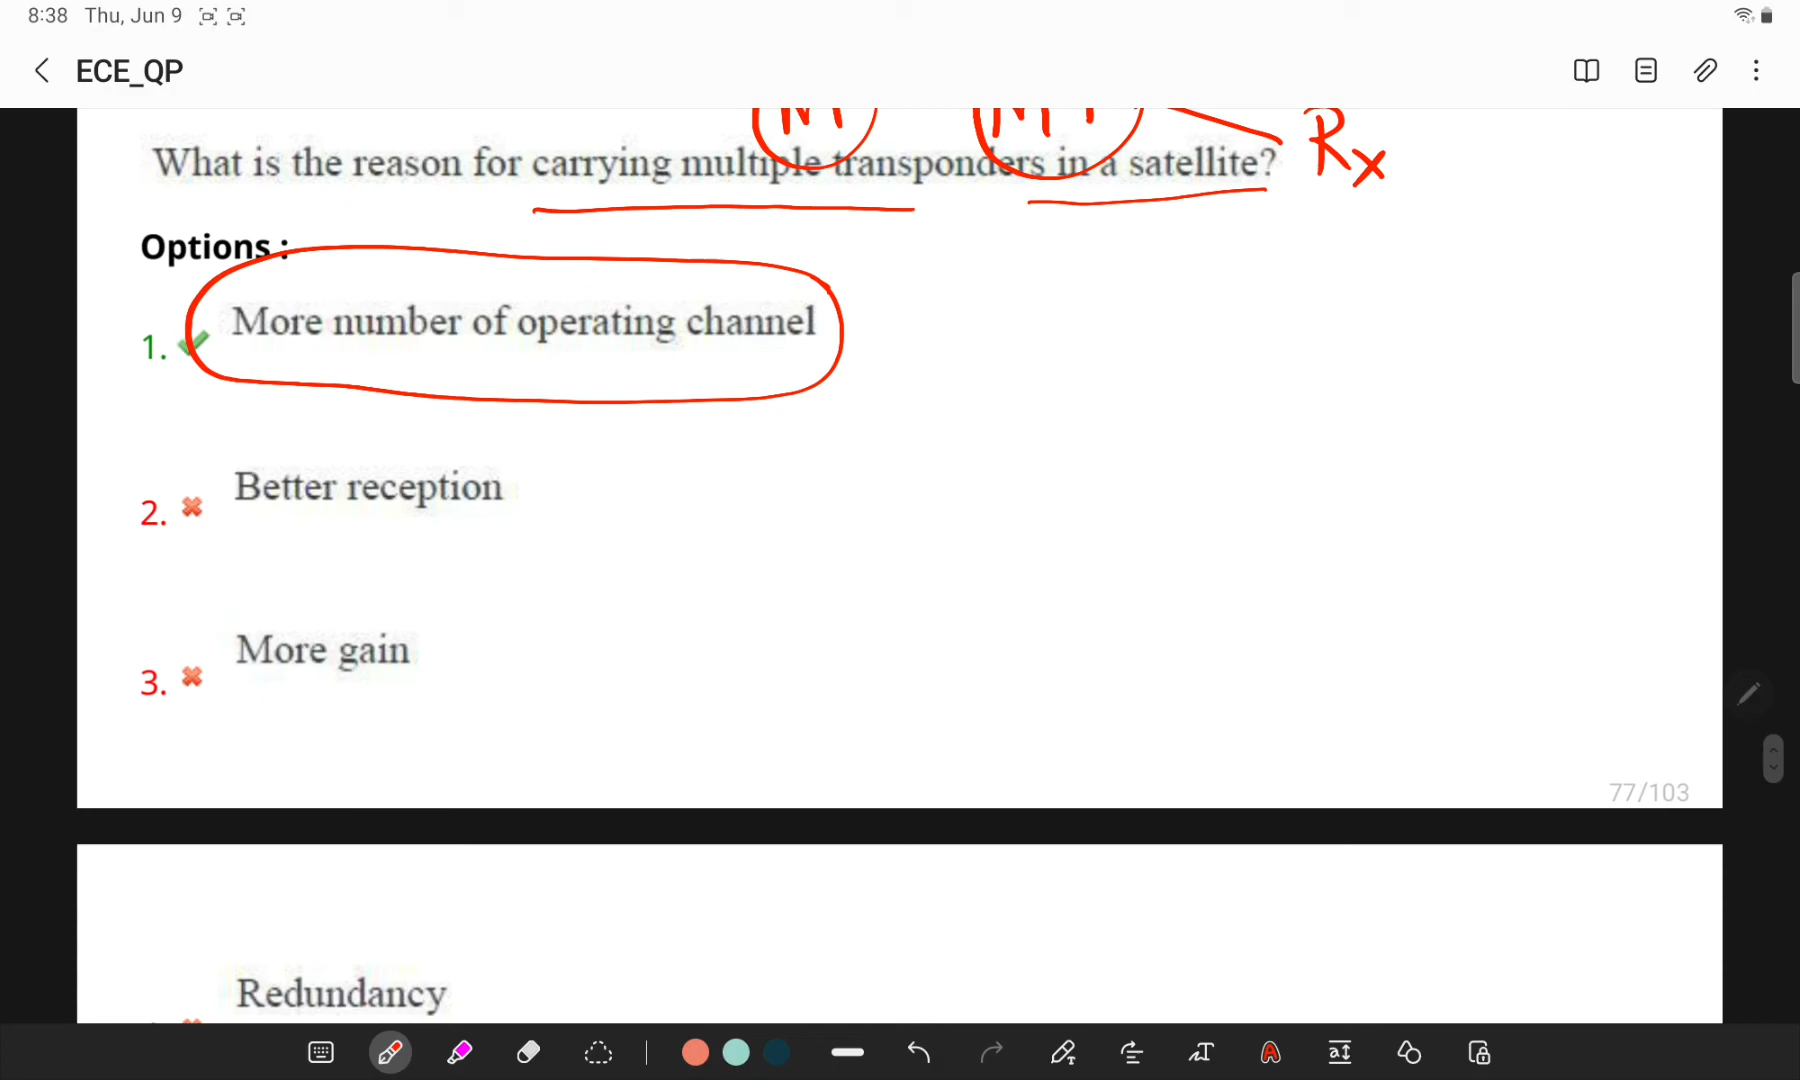 8:38 Thu, Jun 9
ECE_QP
What is the reason for carrying multiple transponders in a satellite? Rx
Options :
1. More number of operating channel
2. Better reception
3. More gain
77/103
Redundancy